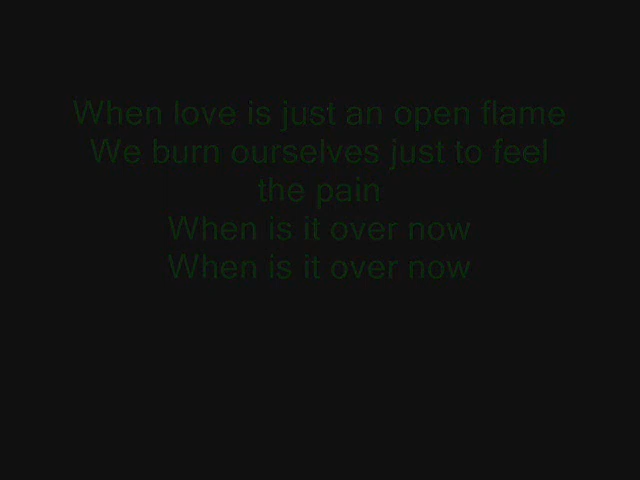 When love is just an open flame
We burn ourselves just to feel
the pain
When is it over now
When is it over now